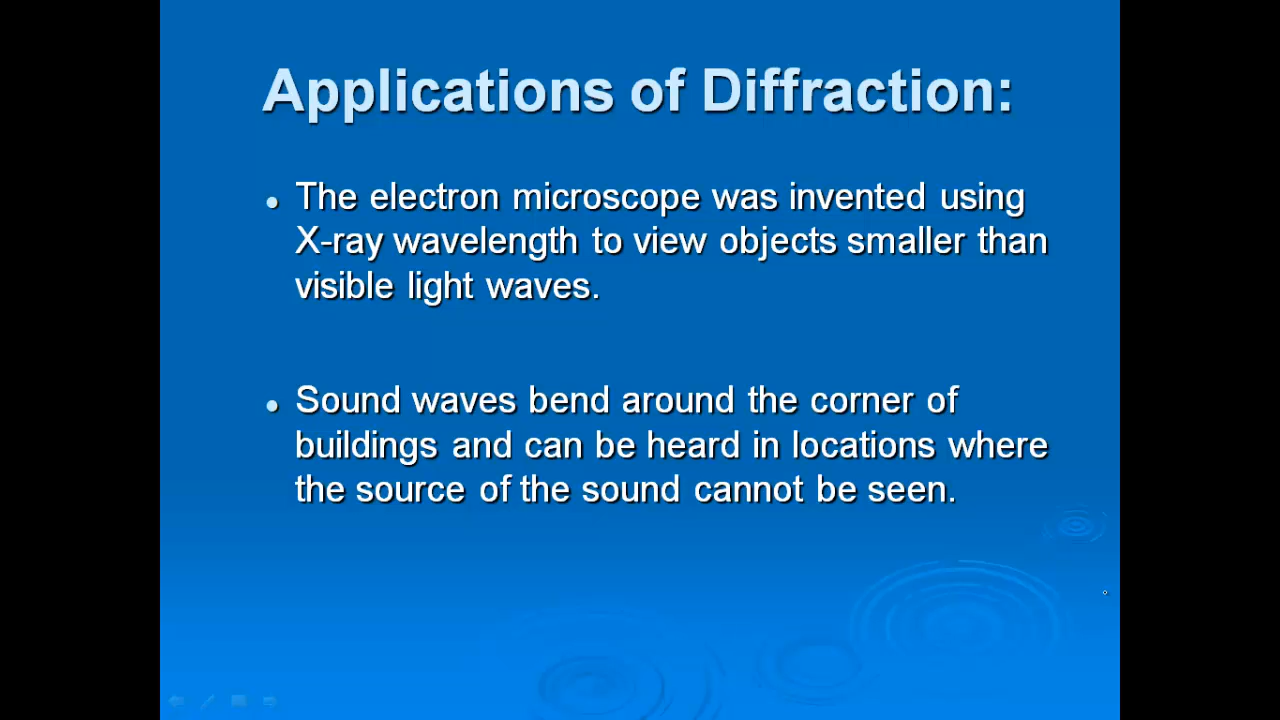 Applications of Diffraction:
• The electron microscope was invented using
X-ray wavelength to view objects smaller than
visible light waves.
• Sound waves bend around the corner of
buildings and can be heard in locations where
the source of the sound cannot be seen.